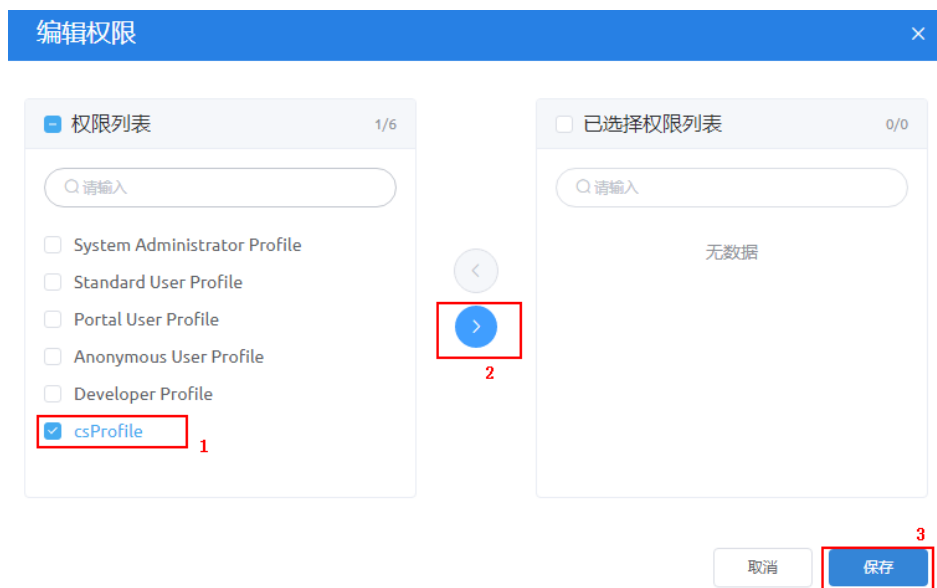 编辑权限
权限列表 1/6
请输入
System Administrator Profile
Standard User Profile
Portal User Profile
Anonymous User Profile
Developer Profile
csProfile
1
2
已选择权限列表 0/0
请输入
无数据
3
取消
保存